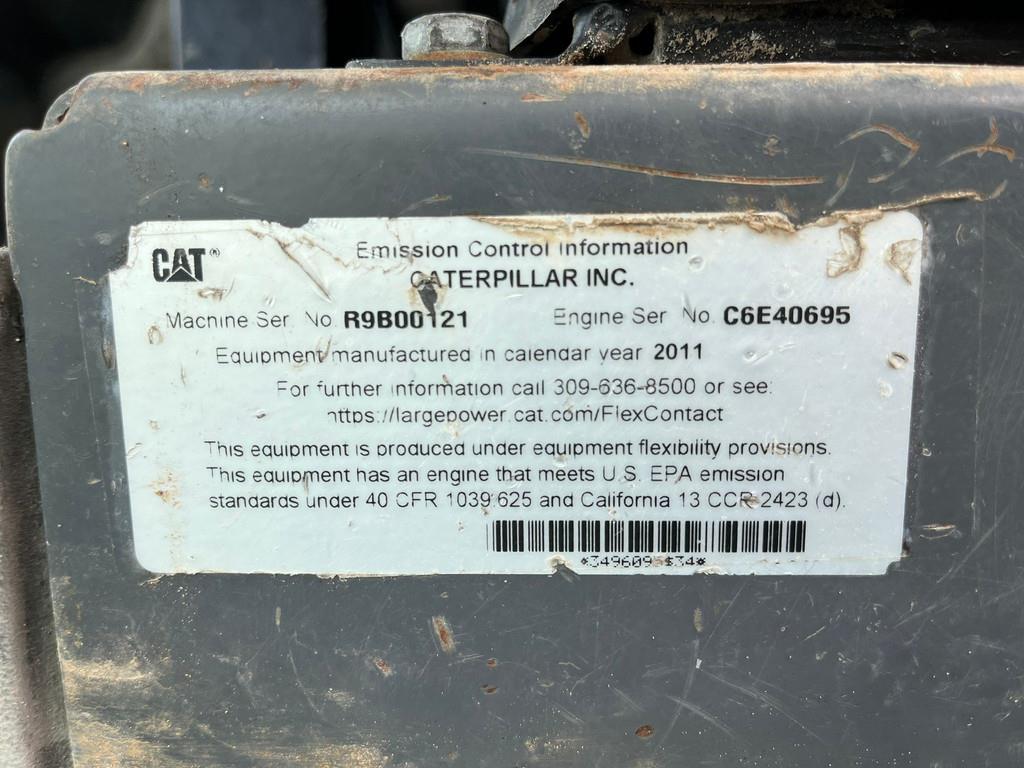 CAT®
Emission Control Information
CATERPILLAR INC.
Machine Ser. No. R9B00121 Engine Ser. No. C6E40695
Equipment manufactured in calendar year 2011
For further information call 309-636-8500 or see:
https://largepower.cat.com/FlexContact
This equipment is produced under equipment flexibility provisions.
This equipment has an engine that meets U.S. EPA emission
standards under 40 CFR 1039.625 and California 13 CCR 2423 (d).